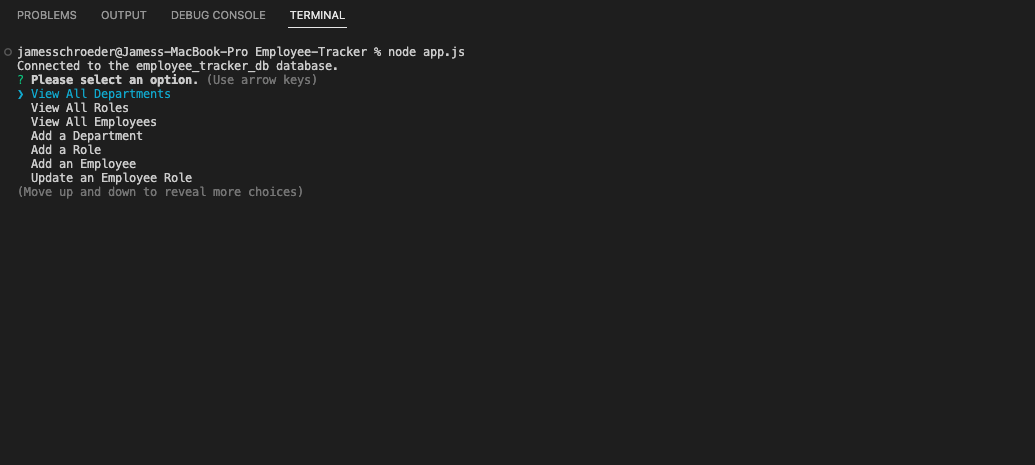 PROBLEMS OUTPUT DEBUG CONSOLE TERMINAL
jamesschroeder@Jamess-MacBook-Pro Employee-Tracker % node app.js
Connected to the employee_tracker_db database.
? Please select an option. (Use arrow keys)
❯ View All Departments
View All Roles
View All Employees
Add a Department
Add a Role
Add an Employee
Update an Employee Role
(Move up and down to reveal more choices)